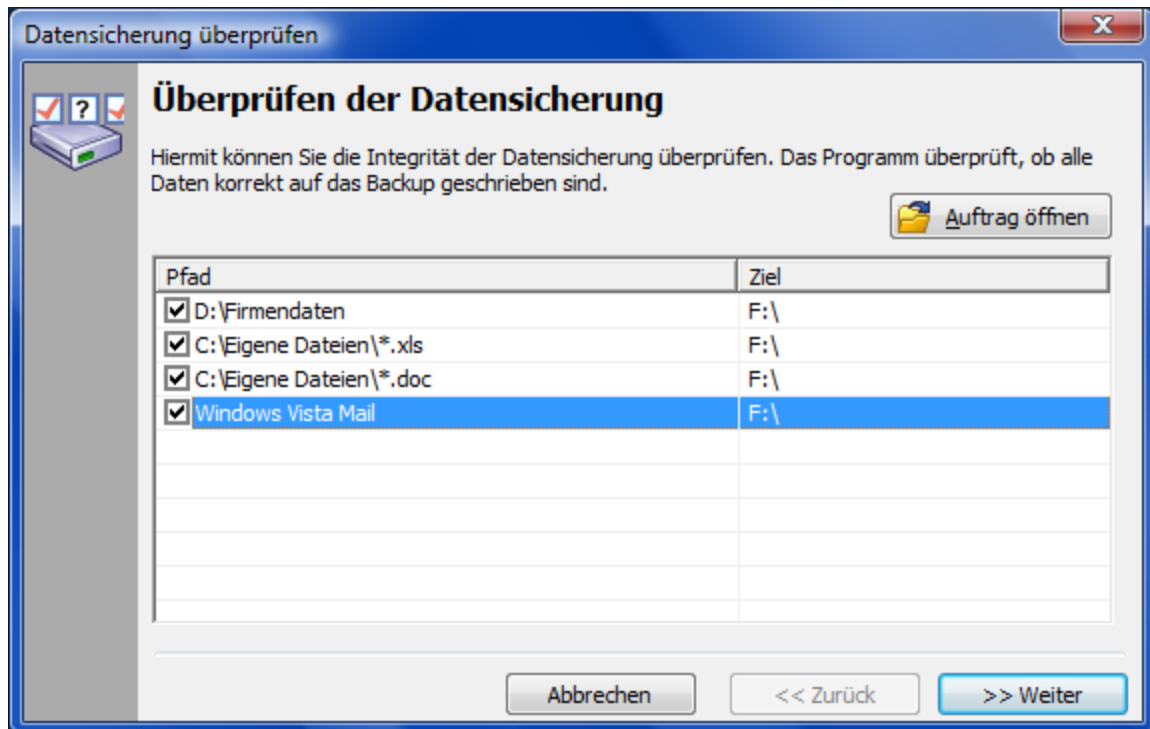 Datensicherung überprüfen
X
?
Überprüfen der Datensicherung
Hiermit können Sie die Integrität der Datensicherung überprüfen. Das Programm überprüft, ob alle
Daten korrekt auf das Backup geschrieben sind.
Auftrag öffnen
Pfad Ziel
D:\Firmendaten F:\
C:\Eigene Dateien\*.xls F:\
C:\Eigene Dateien\*.doc F:\
Windows Vista Mail F:\
Abbrechen << Zurück >> Weiter